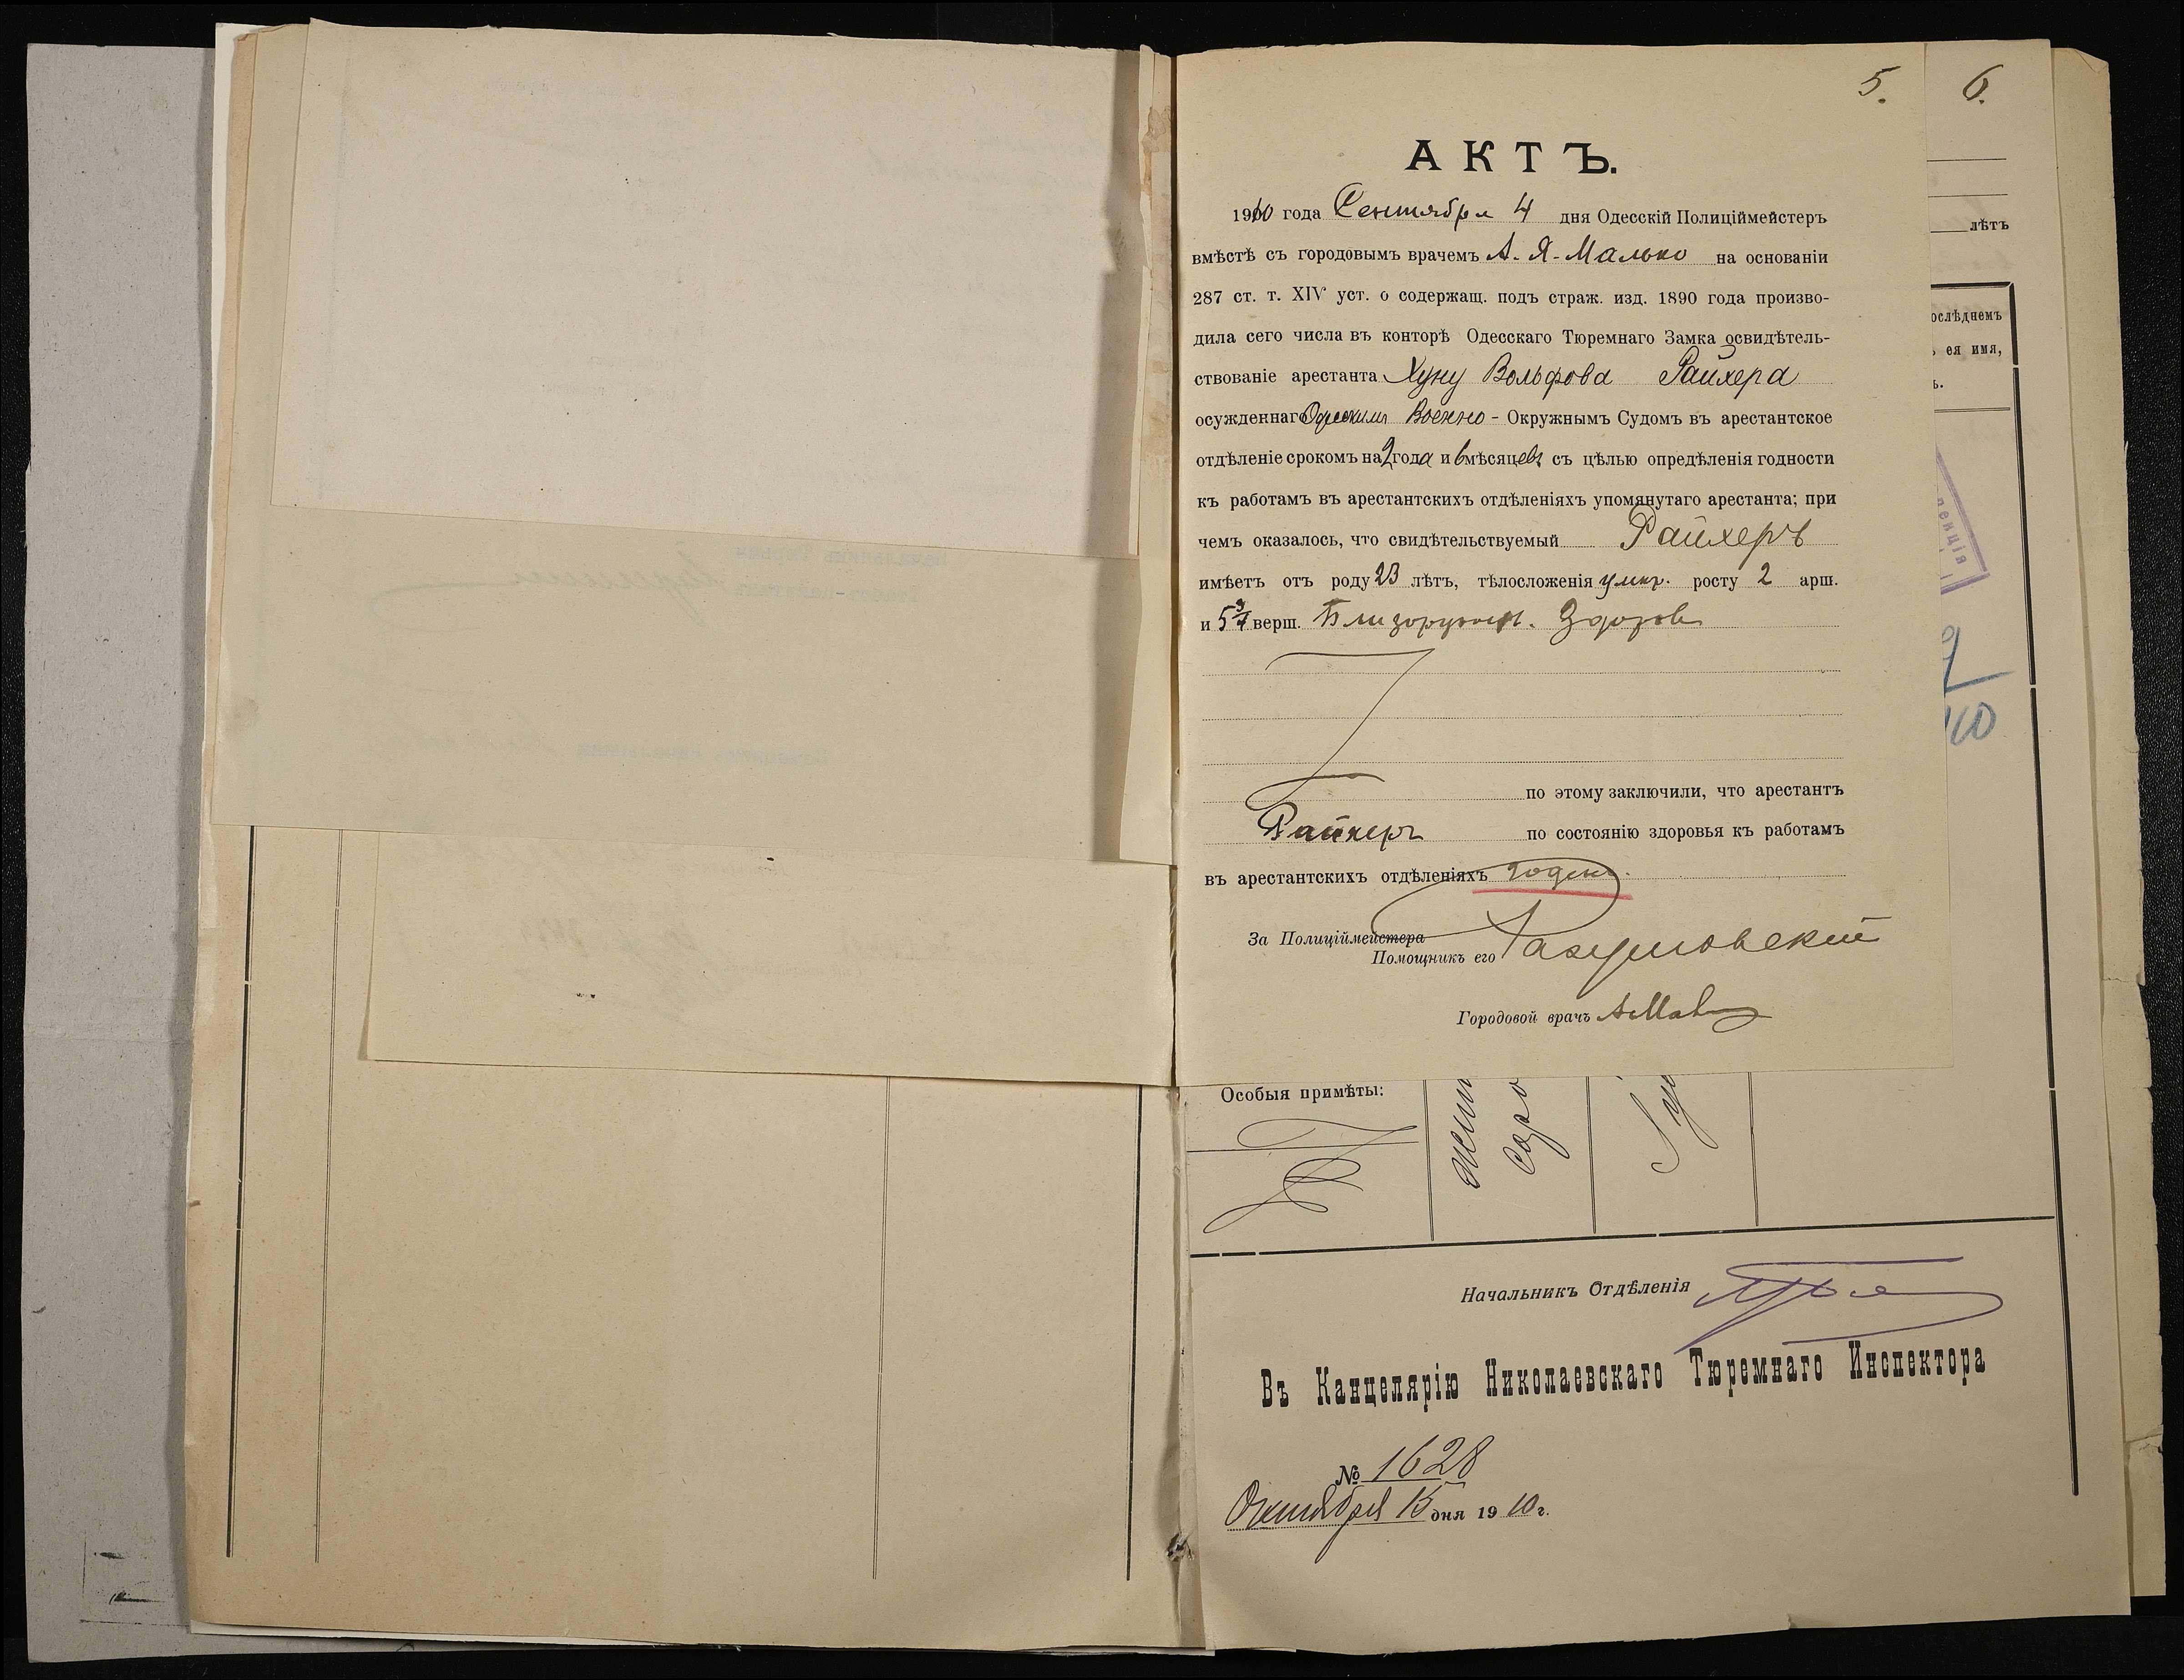 5.
6.
АКТЪ.
1910 года Сентября 4 дня Одесскій Полиціймейстеръ
вмѣстѣ съ городовымъ врачемъ А. Я. Малько на основаніи
287 ст. т. XIV уст. о содержащ. подъ страж. изд. 1890 года произво-
дила сего числа въ конторѣ Одесскаго Тюремнаго Замка освидѣтель-
ствованіе арестанта Хуну Вольфова Райхера
осужденнаго Одесскимъ Военно-Окружнымъ Судомъ въ арестантское
отдѣленіе срокомъ на 2 года и 6 мѣсяцевъ съ цѣлью опредѣленія годности
къ работамъ въ арестантскихъ отдѣленіяхъ упомянутаго арестанта; при
чемъ оказалось, что свидѣтельствуемый Райхеръ
имѣетъ отъ роду 23 лѣтъ, тѣлосложенія умѣр. росту 2 арш.
и 5 3/4 верш. Близорукость. Здоровъ
по этому заключили, что арестантъ
Райхеръ по состоянію здоровья къ работамъ
въ арестантскихъ отдѣленіяхъ годенъ.
За Полиціймейстера
Помощникъ его Разумовскій
Городовой врачъ АМаль
лѣтъ
ослѣднемъ
ея имя,
ь.
пекція
Особыя примѣты:
Начальникъ Отдѣленія
Въ Канцелярію Николаевскаго Тюремнаго Инспектора
№ 1628
Октября 15 дня 1910 г.